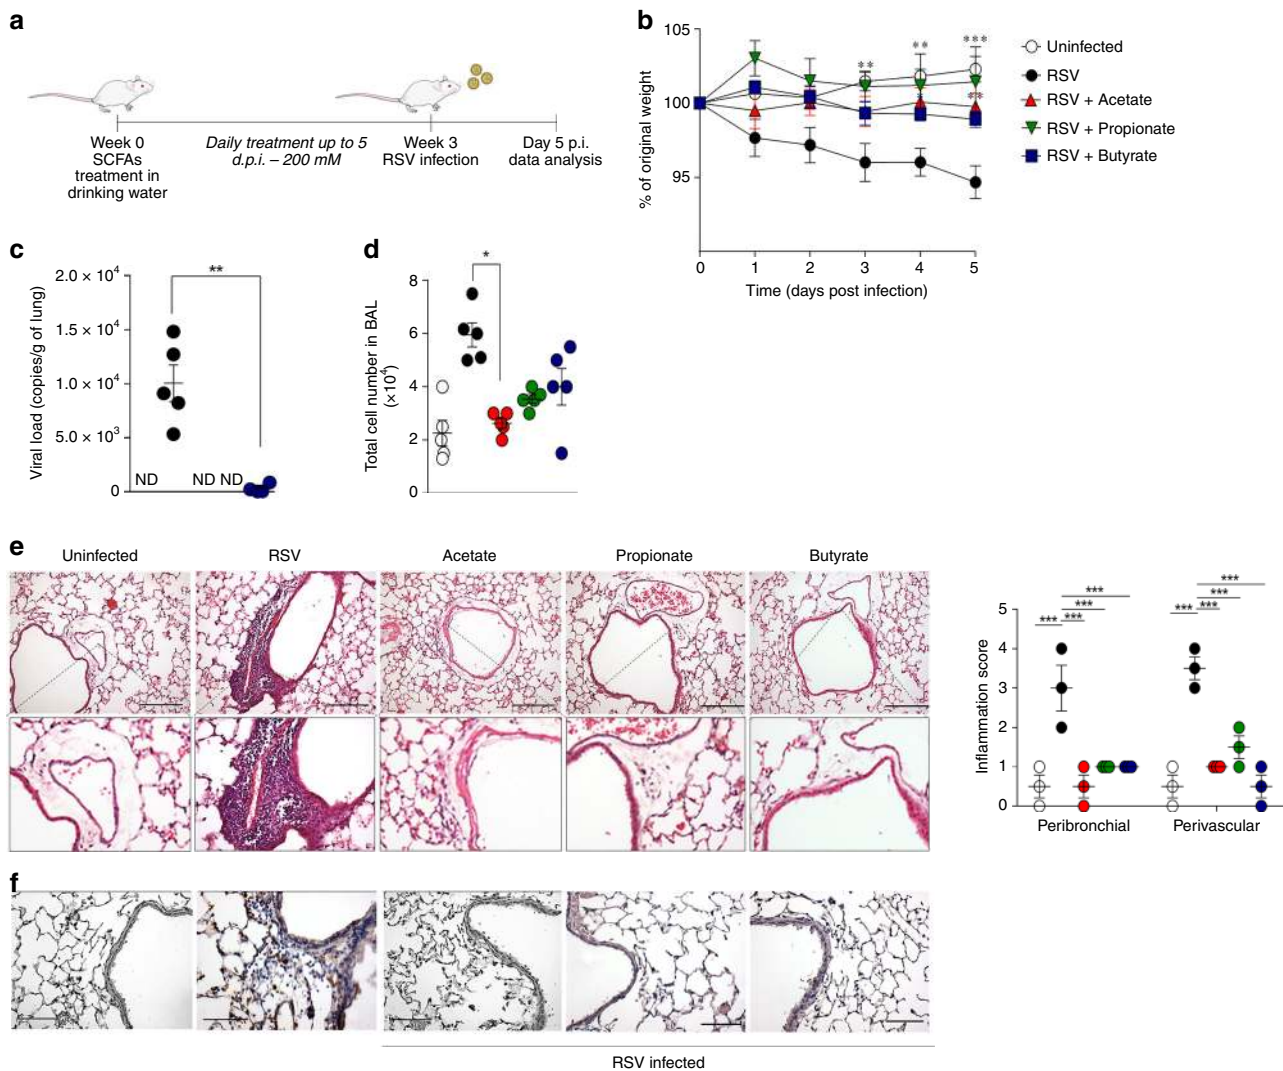 a
Week 0
SCFAs
treatment in
drinking water
Daily treatment up to 5
d.p.i. – 200 mM
Week 3
RSV infection
Day 5 p.i.
data analysis
b
% of original weight
105
100
95
** ** ***
* **
0 1 2 3 4 5
Time (days post infection)
Uninfected
RSV
RSV + Acetate
RSV + Propionate
RSV + Butyrate
c
Viral load (copies/g of lung)
2.0 × 10⁴
1.5 × 10⁴
1.0 × 10⁴
5.0 × 10³
0
**
ND ND ND
d
Total cell number in BAL
(×10⁴)
8
6
4
2
0
*
e
Uninfected RSV Acetate Propionate Butyrate
Inflammation score
5
4
3
2
1
0
*** ***
*** ***
*** *** *** ***
Peribronchial Perivascular
f
RSV infected